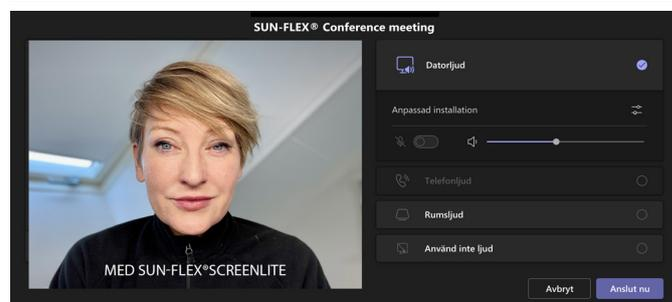 SUN-FLEX® Conference meeting
MED SUN-FLEX®SCREENLITE
Datorljud
Anpassad installation
Telefonljud
Rumsljud
Använd inte ljud
Avbryt
Anslut nu